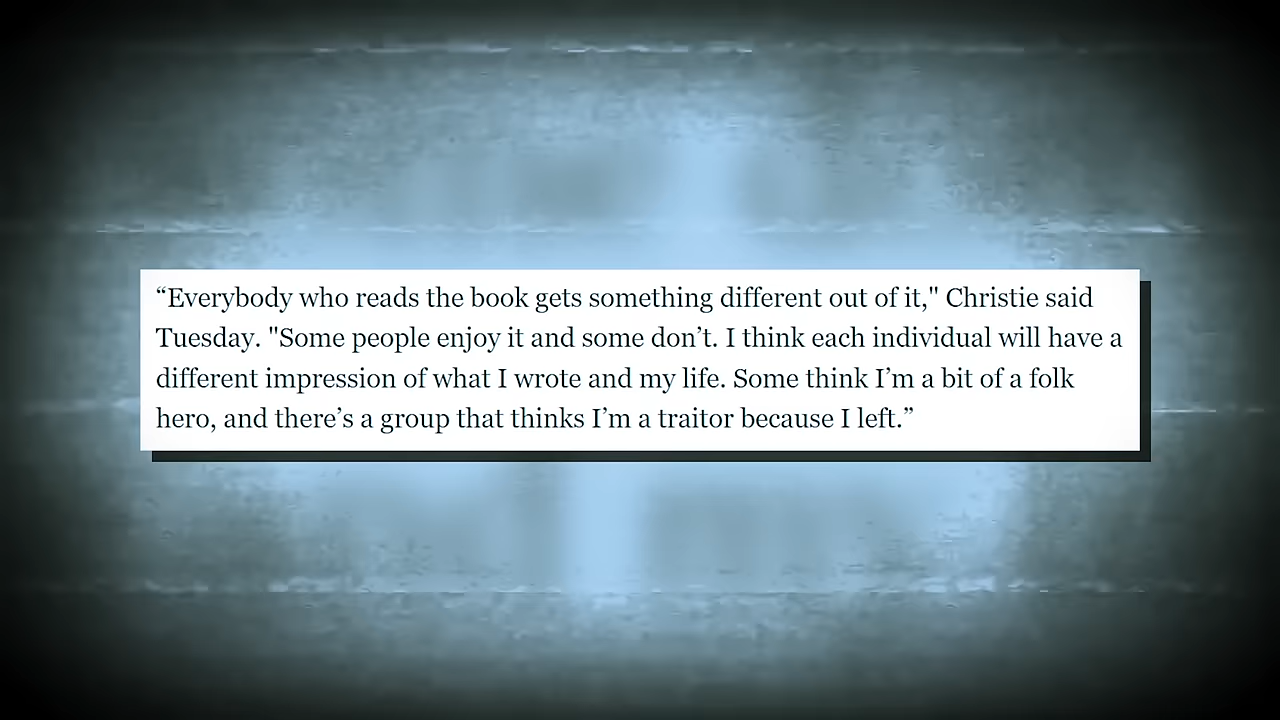 “Everybody who reads the book gets something different out of it," Christie said
Tuesday. "Some people enjoy it and some don’t. I think each individual will have a
different impression of what I wrote and my life. Some think I’m a bit of a folk
hero, and there’s a group that thinks I’m a traitor because I left.”